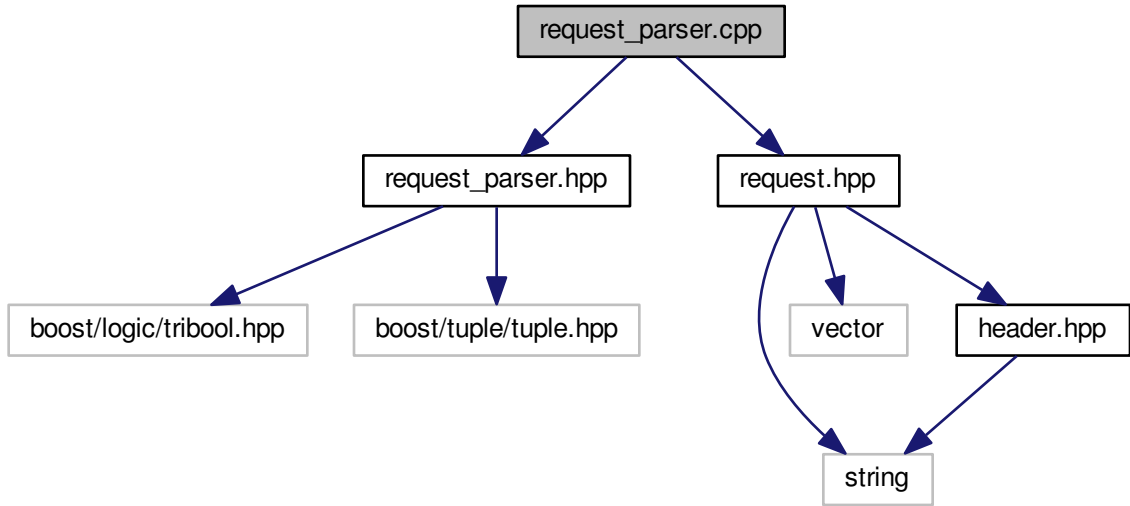 request_parser.cpp
request_parser.hpp
request.hpp
boost/logic/tribool.hpp
boost/tuple/tuple.hpp
vector
header.hpp
string